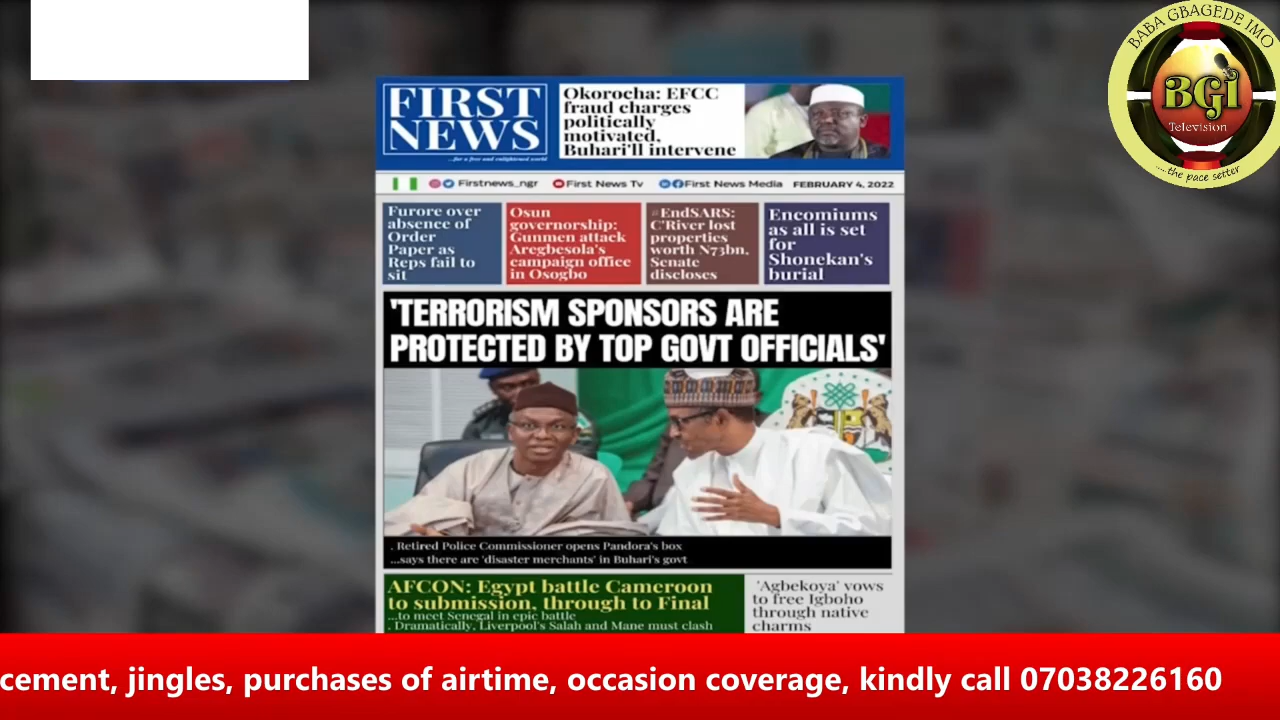 BABA GBAGEDE IMO
BGI
Television
.....the pace setter
FIRST
NEWS
...for a free and enlightened world
Okorocha: EFCC
fraud charges
politically
motivated,
Buhari'll intervene
Firstnews_ngr
First News Tv
First News Media
FEBRUARY 4, 2022
Furore over
absence of
Order
Paper as
Reps fail to
sit
Osun
governorship:
Gunmen attack
Aregbesola's
campaign office
in Osogbo
#EndSARS:
C'River lost
properties
worth N73bn,
Senate
discloses
Encomiums
as all is set
for
Shonekan's
burial
'TERRORISM SPONSORS ARE
PROTECTED BY TOP GOVT OFFICIALS'
. Retired Police Commissioner opens Pandora's box
...says there are 'disaster merchants' in Buhari's govt
AFCON: Egypt battle Cameroon
to submission, through to Final
...to meet Senegal in epic battle
. Dramatically, Liverpool's Salah and Mane must clash
'Agbekoya' vows
to free Igboho
through native
charms
cement, jingles, purchases of airtime, occasion coverage, kindly call 07038226160